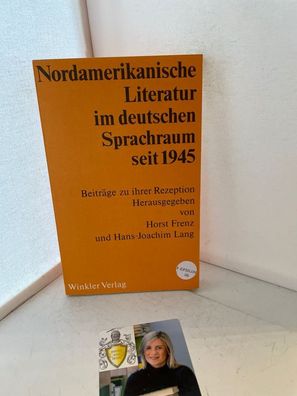 Nordamerikanische
Literatur
im deutschen
Sprachraum
seit 1945
Beiträge zu ihrer Rezeption
Herausgegeben
von
Horst Frenz
und Hans-Joachim Lang
Winkler Verlag